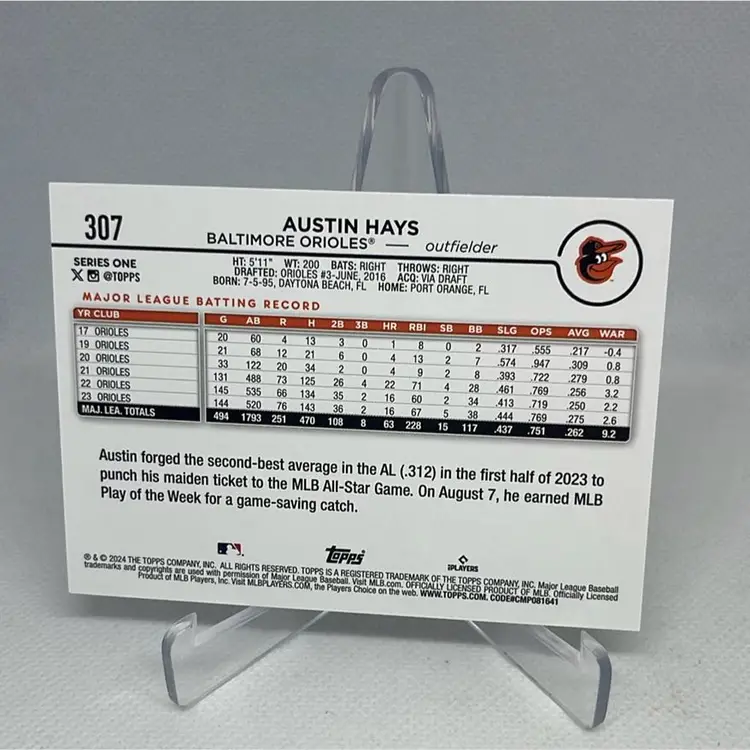 307
AUSTIN HAYS
BALTIMORE ORIOLES® — outfielder
SERIES ONE
@TOPPS
HT: 5'11" WT: 200 BATS: RIGHT THROWS: RIGHT
DRAFTED: ORIOLES #3-JUNE, 2016 ACQ: VIA DRAFT
BORN: 7-5-95, DAYTONA BEACH, FL HOME: PORT ORANGE, FL
MAJOR LEAGUE BATTING RECORD
YR CLUB G AB R H 2B 3B HR RBI SB BB SLG OPS AVG WAR
17 ORIOLES 20 60 4 13 3 0 1 8 0 2 .317 .555 .217 -0.4
19 ORIOLES 21 68 12 21 6 0 4 13 2 7 .574 .947 .309 0.8
20 ORIOLES 33 122 20 34 2 0 4 9 2 8 .393 .722 .279 0.8
21 ORIOLES 131 488 73 125 26 4 22 71 4 28 .461 .769 .256 3.2
22 ORIOLES 145 535 66 134 35 2 16 60 2 34 .413 .719 .250 2.2
23 ORIOLES 144 520 76 143 36 2 16 67 5 38 .444 .769 .275 2.6
MAJ. LEA. TOTALS 494 1793 251 470 108 8 63 228 15 117 .437 .751 .262 9.2
Austin forged the second-best average in the AL (.312) in the first half of 2023 to
punch his maiden ticket to the MLB All-Star Game. On August 7, he earned MLB
Play of the Week for a game-saving catch.
topps
PLAYERS
® & © 2024 THE TOPPS COMPANY, INC. ALL RIGHTS RESERVED. TOPPS IS A REGISTERED TRADEMARK OF THE TOPPS COMPANY, INC. Major League Baseball
trademarks and copyrights are used with permission of Major League Baseball. Visit MLB.com. OFFICIALLY LICENSED PRODUCT OF MLB. Officially Licensed
Product of MLB Players, Inc. Visit MLBPLAYERS.COM, the Players Choice on the web. WWW.TOPPS.COM. CODE#CMP081641